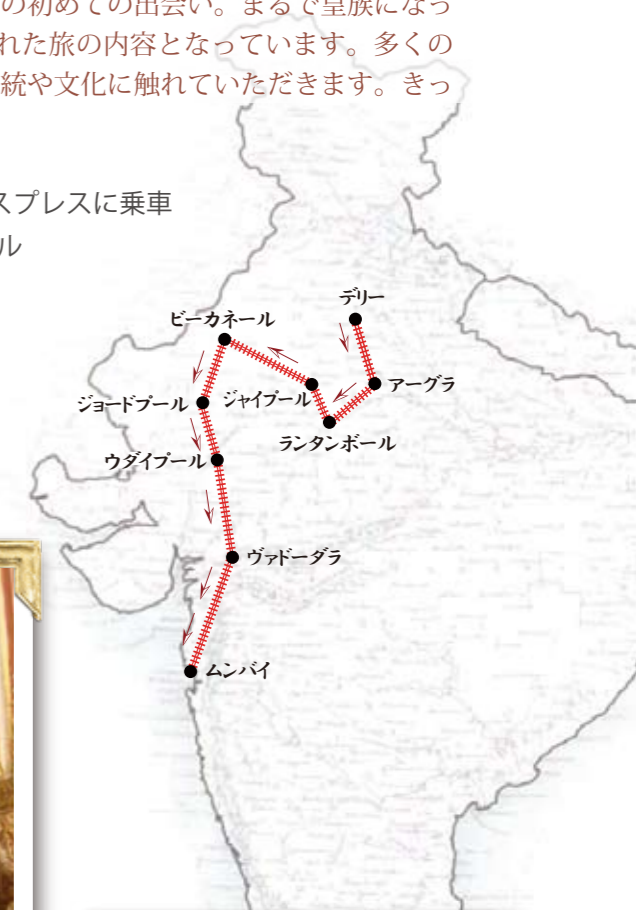 の初めての出会い。まるで皇族になっ
れた旅の内容となっています。多くの
統や文化に触れていただきます。きっ
スプレスに乗車
ル
デリー
ビーカネール
アーグラ
ジョードプール
ジャイプール
ランタンボール
ウダイプール
ヴァドーダラ
ムンバイ